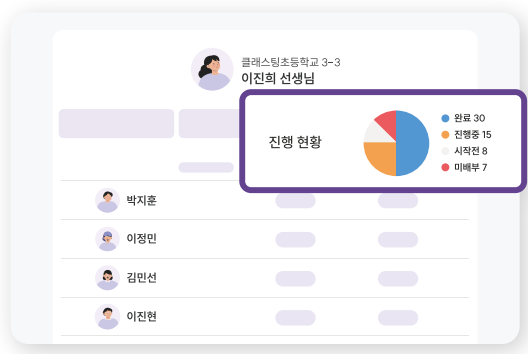 클래스팅초등학교 3-3
이진희 선생님
진행 현황
완료 30
진행중 15
시작전 8
미배부 7
박지훈
이정민
김민선
이진현